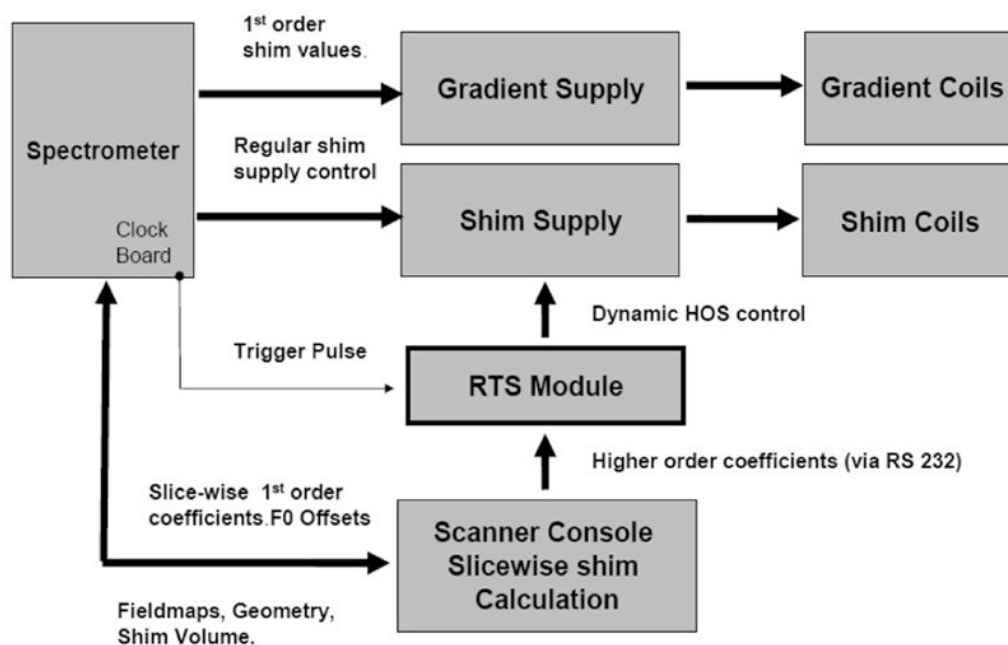 1st order
shim values.
Gradient Supply
Gradient Coils
Spectrometer
Regular shim
supply control
Clock
Board
Shim Supply
Shim Coils
Dynamic HOS control
Trigger Pulse
RTS Module
Higher order coefficients (via RS 232)
Slice-wise 1st order
coefficients.F0 Offsets
Scanner Console
Slicewise shim
Calculation
Fieldmaps, Geometry,
Shim Volume.